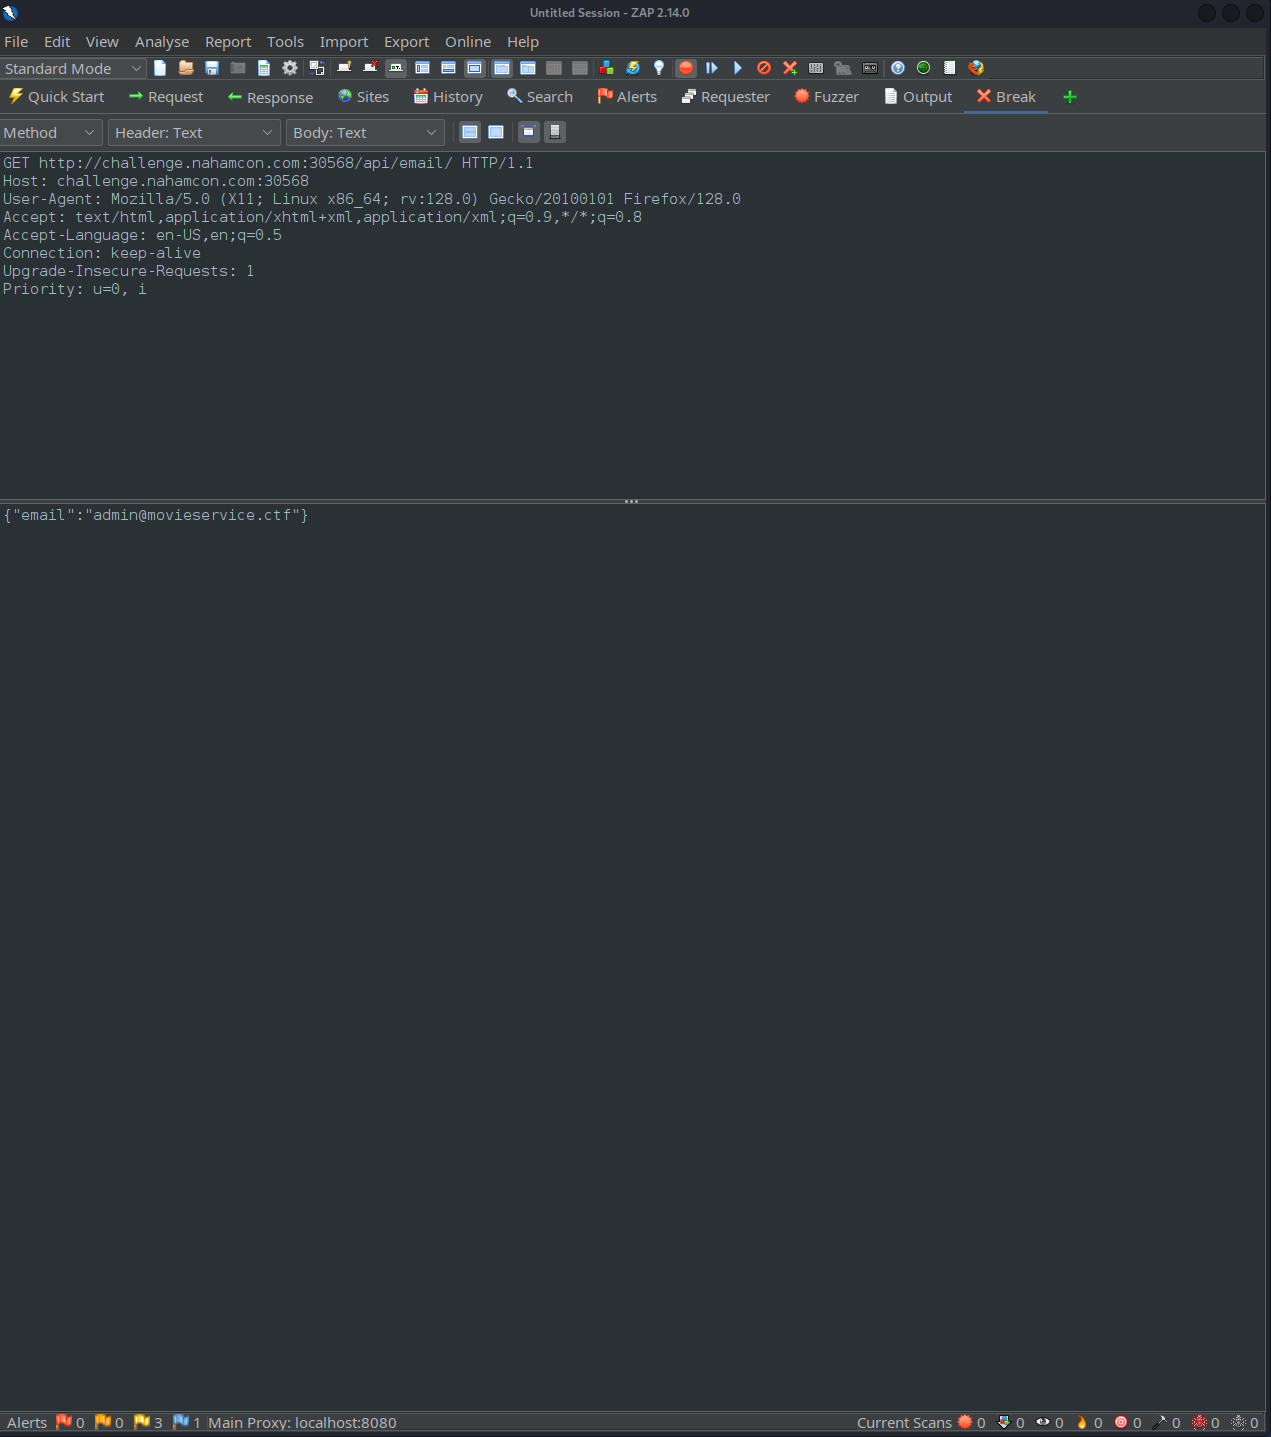 Untitled Session - ZAP 2.14.0
File Edit View Analyse Report Tools Import Export Online Help
Standard Mode
Quick Start Request Response Sites History Search Alerts Requester Fuzzer Output Break
Method Header: Text Body: Text
GET http://challenge.nahamcon.com:30568/api/email/ HTTP/1.1
Host: challenge.nahamcon.com:30568
User-Agent: Mozilla/5.0 (X11; Linux x86_64; rv:128.0) Gecko/20100101 Firefox/128.0
Accept: text/html,application/xhtml+xml,application/xml;q=0.9,*/*;q=0.8
Accept-Language: en-US,en;q=0.5
Connection: keep-alive
Upgrade-Insecure-Requests: 1
Priority: u=0, i
{"email":"admin@movieservice.ctf"}
Alerts 0 0 3 1 Main Proxy: localhost:8080 Current Scans 0 0 0 0 0 0 0 0